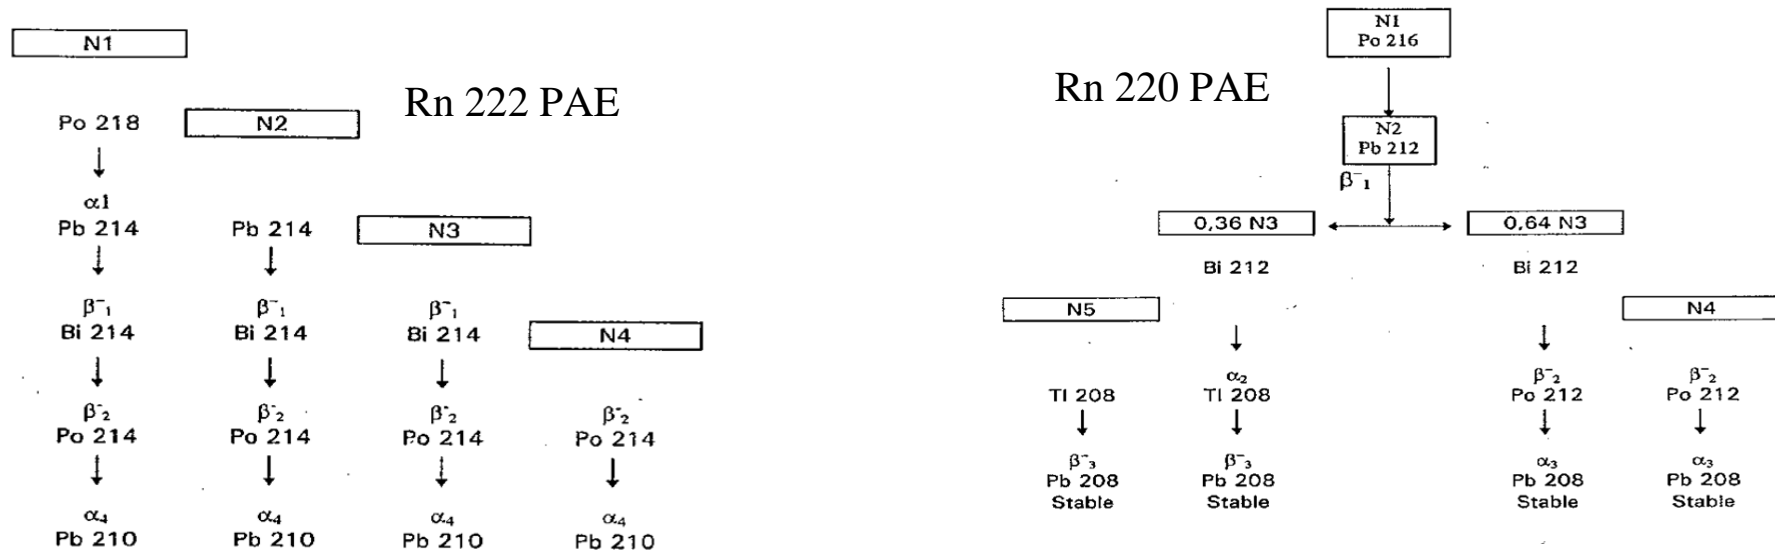 N1
Rn 222 PAE
Po 218 N2
α1
Pb 214 Pb 214 N3
β⁻₁ β⁻₁ β⁻₁
Bi 214 Bi 214 Bi 214 N4
β⁻₂ β⁻₂ β⁻₂ β⁻₂
Po 214 Po 214 Po 214 Po 214
α₄ α₄ α₄ α₄
Pb 210 Pb 210 Pb 210 Pb 210
Rn 220 PAE
N1
Po 216
N2
Pb 212
β⁻₁
0,36 N3 0,64 N3
Bi 212 Bi 212
N5 N4
α₂ β⁻₂ β⁻₂
Tl 208 Tl 208 Po 212 Po 212
β⁻₃ β⁻₃ α₃ α₃
Pb 208 Pb 208 Pb 208 Pb 208
Stable Stable Stable Stable